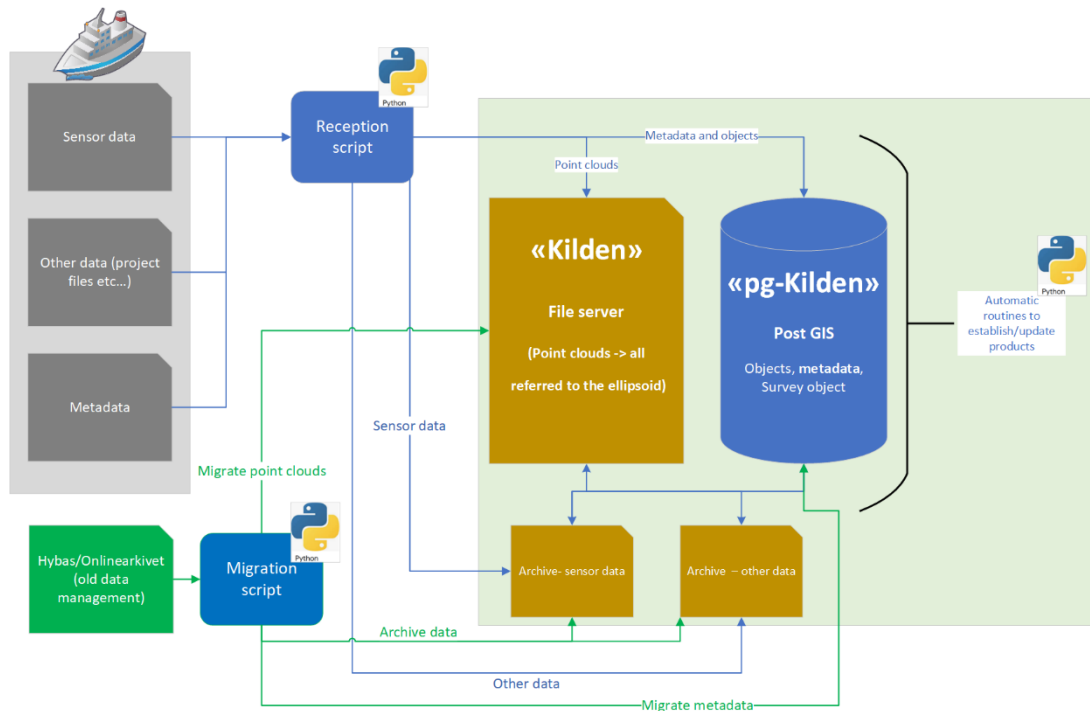 Python
Sensor data
Reception
script
Metadata and objects
Point clouds
Other data (project
files etc...)
«Kilden»
File server
(Point clouds -> all
referred to the ellipsoid)
«pg-Kilden»
Post GIS
Objects, metadata,
Survey object
Python
Automatic
routines to
establish/update
products
Metadata
Sensor data
Migrate point clouds
Python
Hybas/Onlinearkivet
(old data
management)
Migration
script
Archive- sensor data
Archive – other data
Archive data
Other data
Migrate metadata